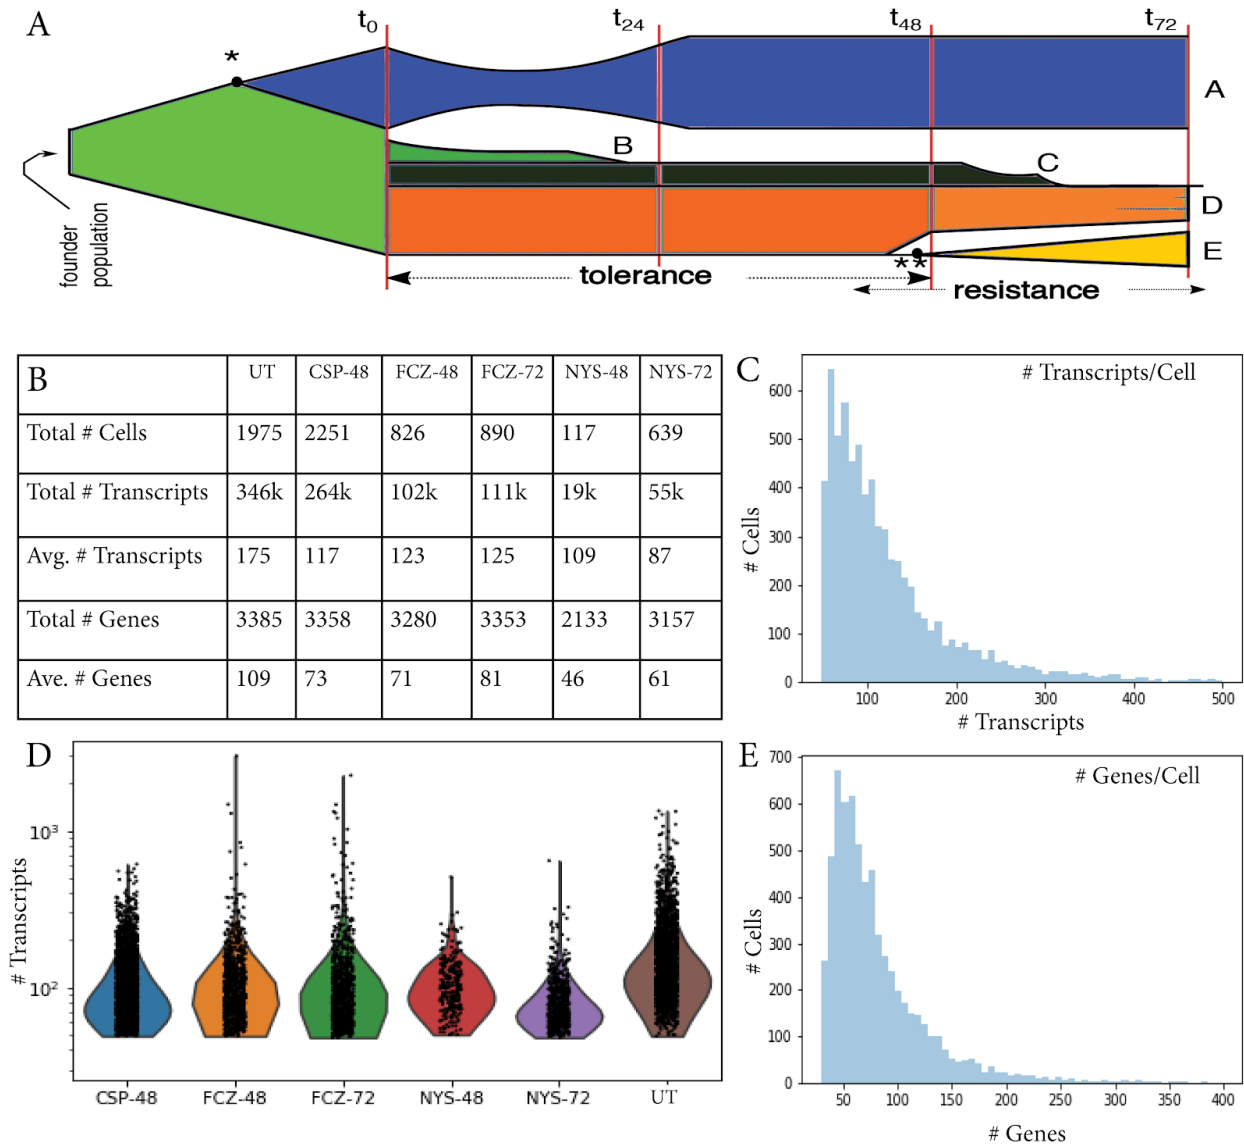 A
t0 t24 t48 t72
*
A
B
C
D
E
**
founder
population
tolerance
resistance
B UT CSP-48 FCZ-48 FCZ-72 NYS-48 NYS-72
Total # Cells 1975 2251 826 890 117 639
Total # Transcripts 346k 264k 102k 111k 19k 55k
Avg. # Transcripts 175 117 123 125 109 87
Total # Genes 3385 3358 3280 3353 2133 3157
Ave. # Genes 109 73 71 81 46 61
C
# Transcripts/Cell
# Cells
600
500
400
300
200
100
0
100 200 300 400 500
# Transcripts
D
# Transcripts
10³
10²
CSP-48 FCZ-48 FCZ-72 NYS-48 NYS-72 UT
E
# Genes/Cell
# Cells
700
600
500
400
300
200
100
0
50 100 150 200 250 300 350 400
# Genes